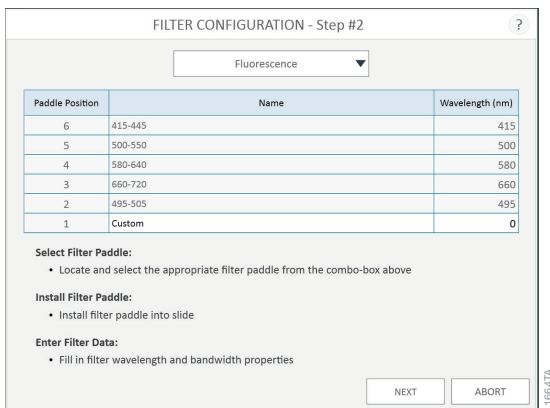 FILTER CONFIGURATION - Step #2
?
Fluorescence
Paddle Position Name Wavelength (nm)
6 415-445 415
5 500-550 500
4 580-640 580
3 660-720 660
2 495-505 495
1 Custom 0
Select Filter Paddle:
• Locate and select the appropriate filter paddle from the combo-box above
Install Filter Paddle:
• Install filter paddle into slide
Enter Filter Data:
• Fill in filter wavelength and bandwidth properties
NEXT ABORT
1664TA